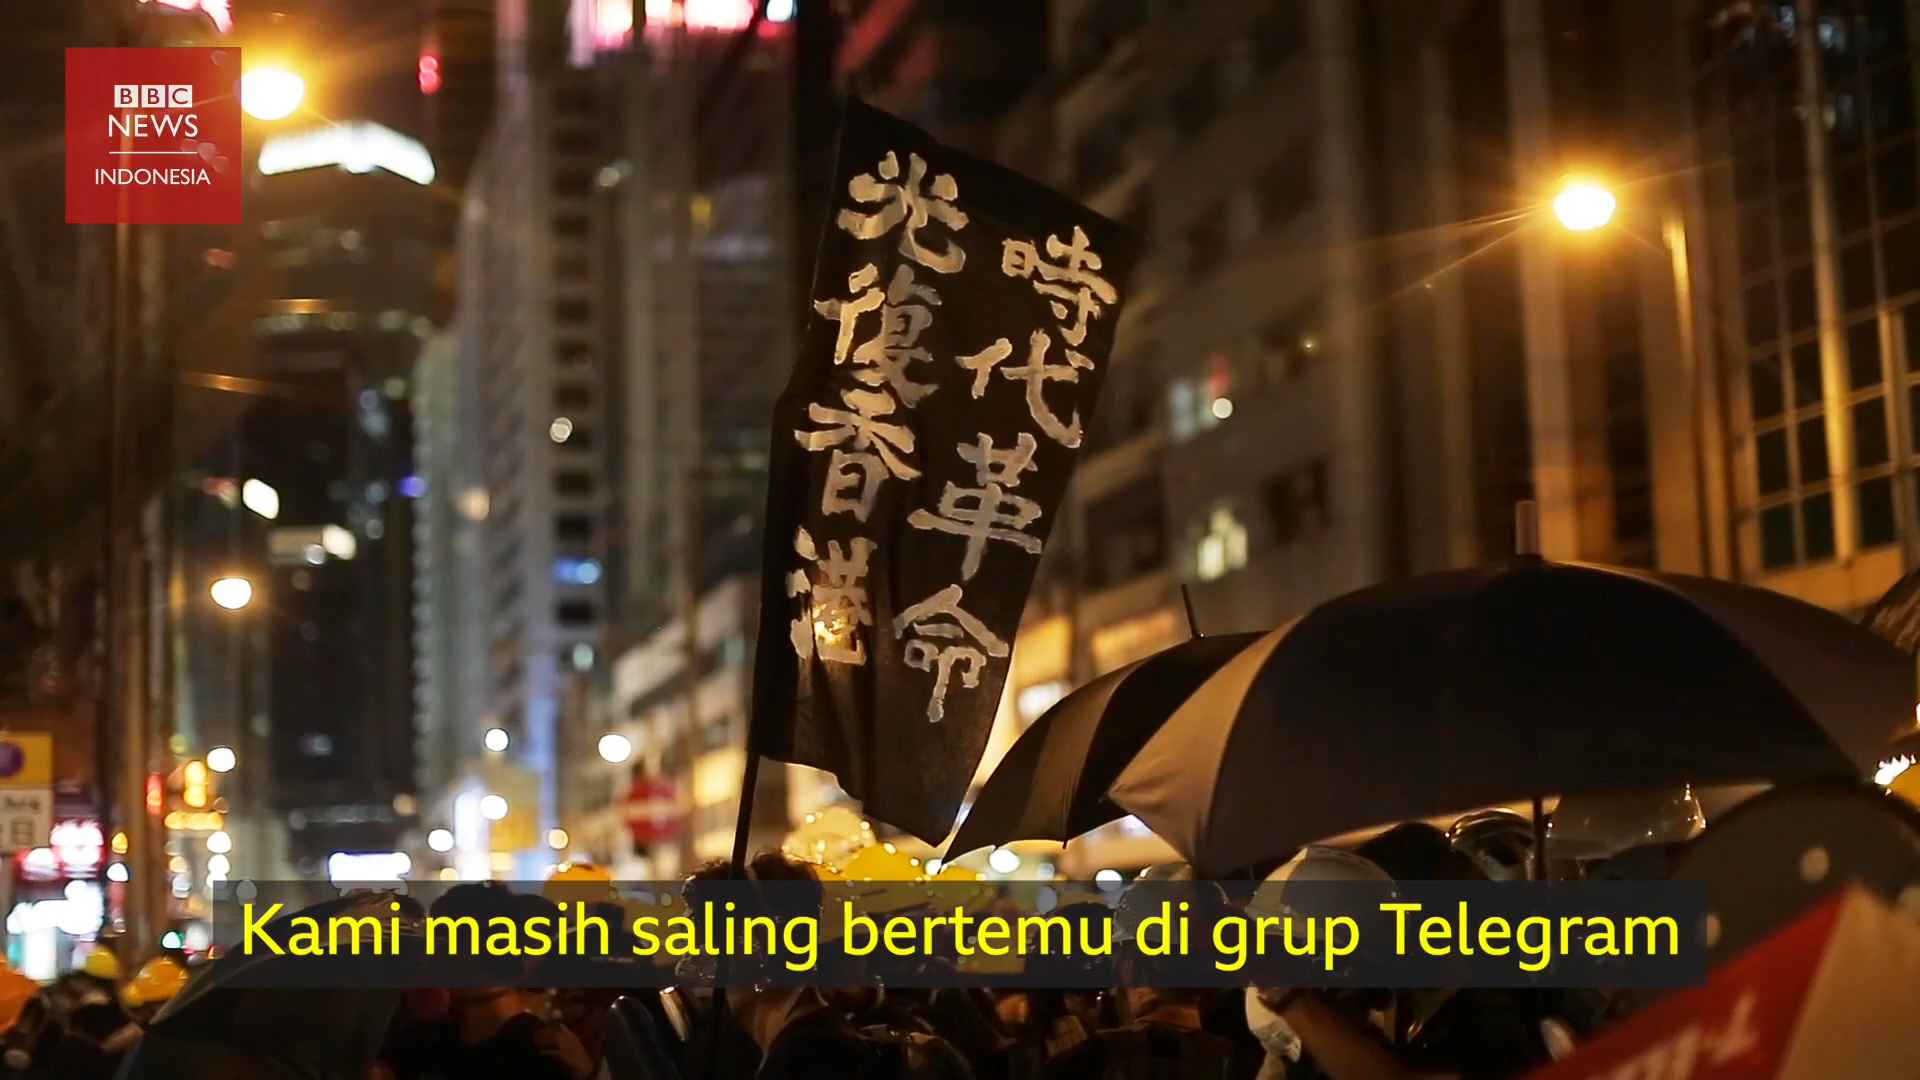 BBC
NEWS
INDONESIA
光復香港
時代革命
Kami masih saling bertemu di grup Telegram